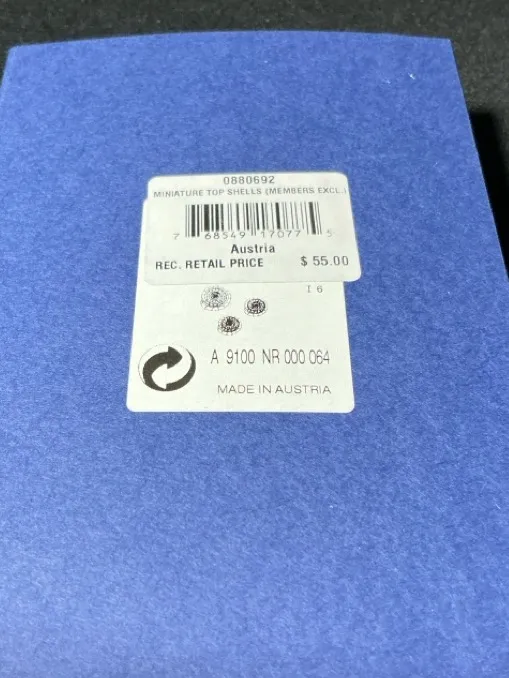 0880692
MINIATURE TOP SHELLS (MEMBERS EXCL.)
7 68549 17077 5
Austria
REC. RETAIL PRICE $ 55.00
I 6
A 9100 NR 000 064
MADE IN AUSTRIA